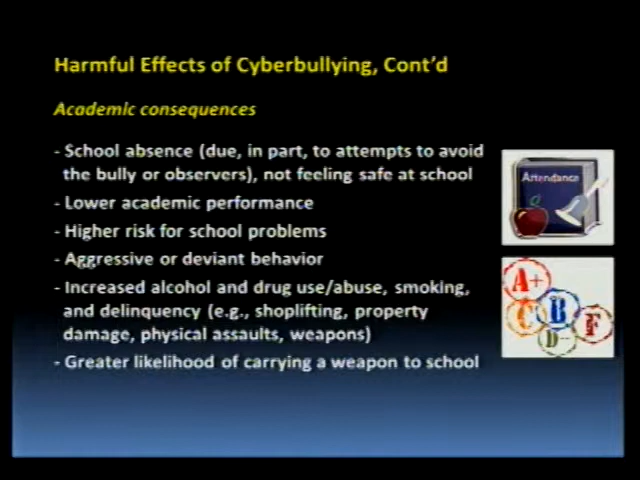 Harmful Effects of Cyberbullying, Cont'd
Academic consequences
- School absence (due, in part, to attempts to avoid
the bully or observers), not feeling safe at school
- Lower academic performance
- Higher risk for school problems
- Aggressive or deviant behavior
- Increased alcohol and drug use/abuse, smoking,
and delinquency (e.g., shoplifting, property
damage, physical assaults, weapons)
- Greater likelihood of carrying a weapon to school
Attendance
A+
C B F
D-